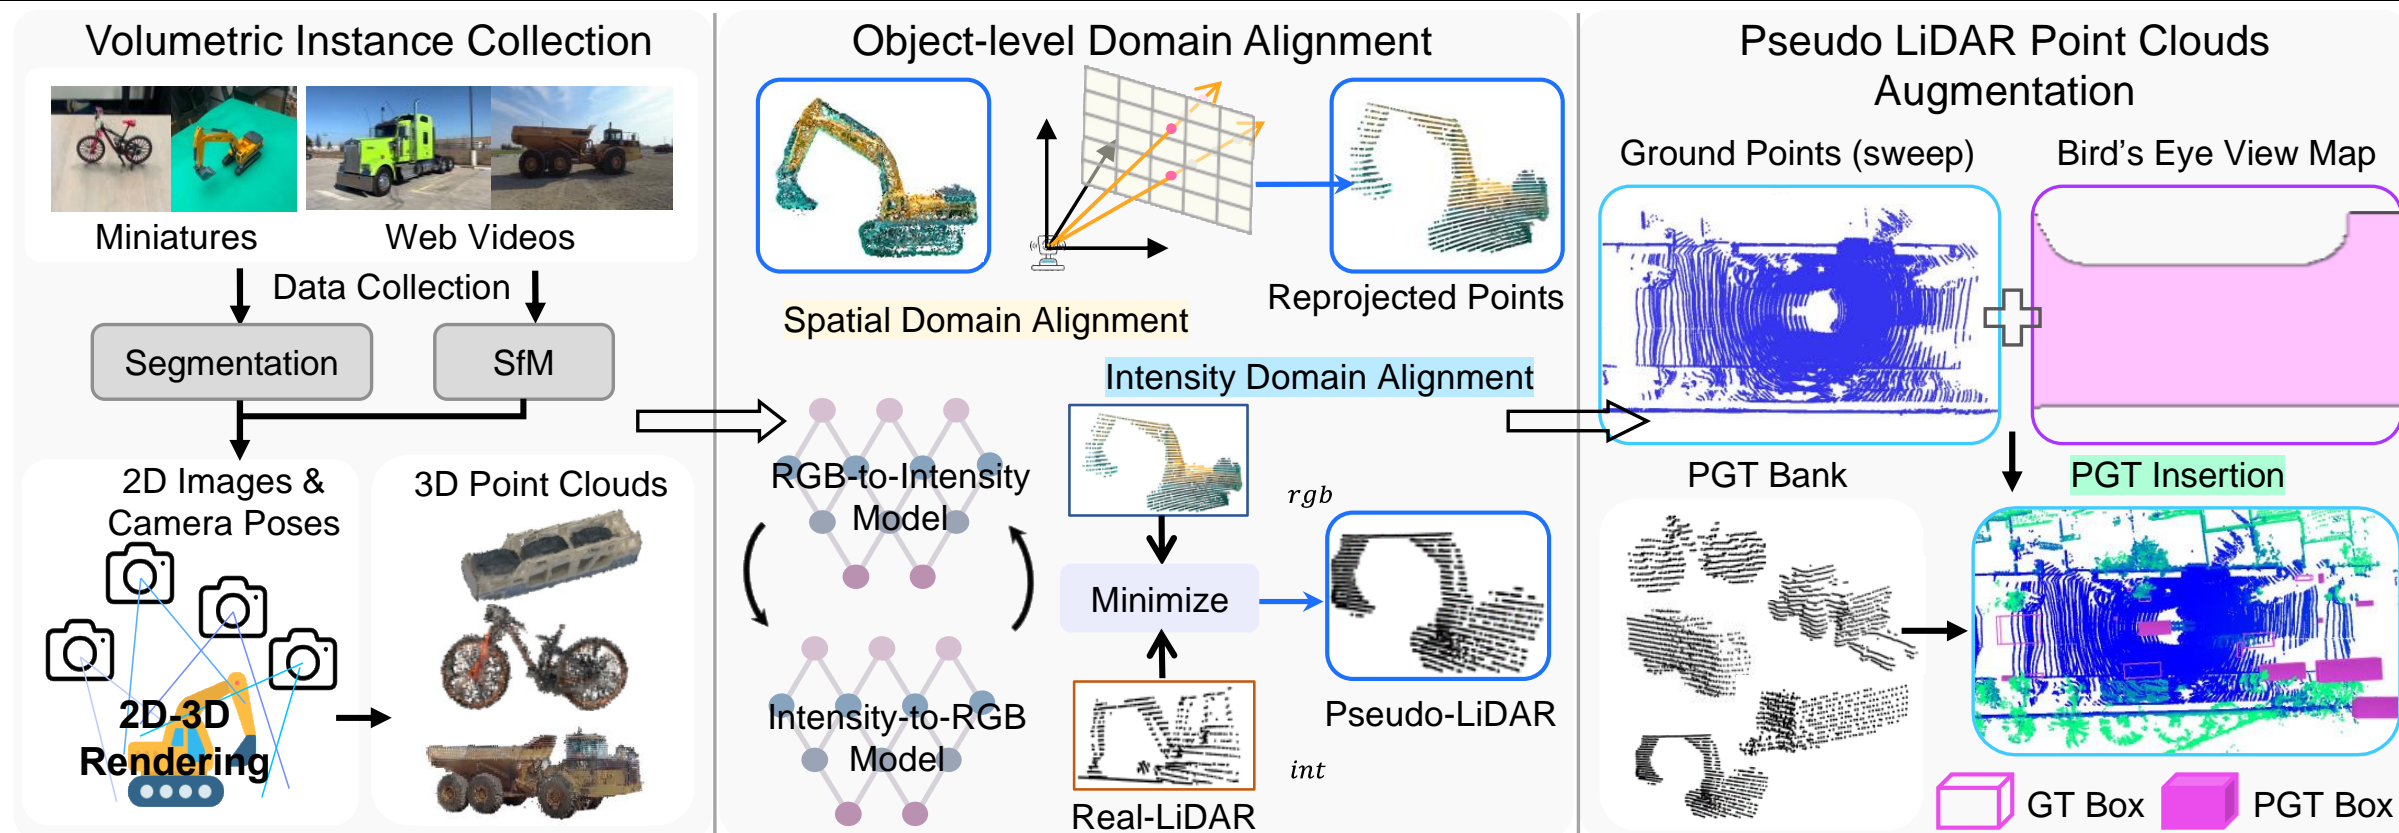 Volumetric Instance Collection
Miniatures
Web Videos
Data Collection
Segmentation
SfM
2D Images &
Camera Poses
2D-3D
Rendering
3D Point Clouds
Object-level Domain Alignment
Spatial Domain Alignment
Reprojected Points
Intensity Domain Alignment
RGB-to-Intensity
Model
Intensity-to-RGB
Model
rgb
Minimize
Pseudo-LiDAR
int
Real-LiDAR
Pseudo LiDAR Point Clouds
Augmentation
Ground Points (sweep)
Bird's Eye View Map
PGT Bank
PGT Insertion
GT Box
PGT Box